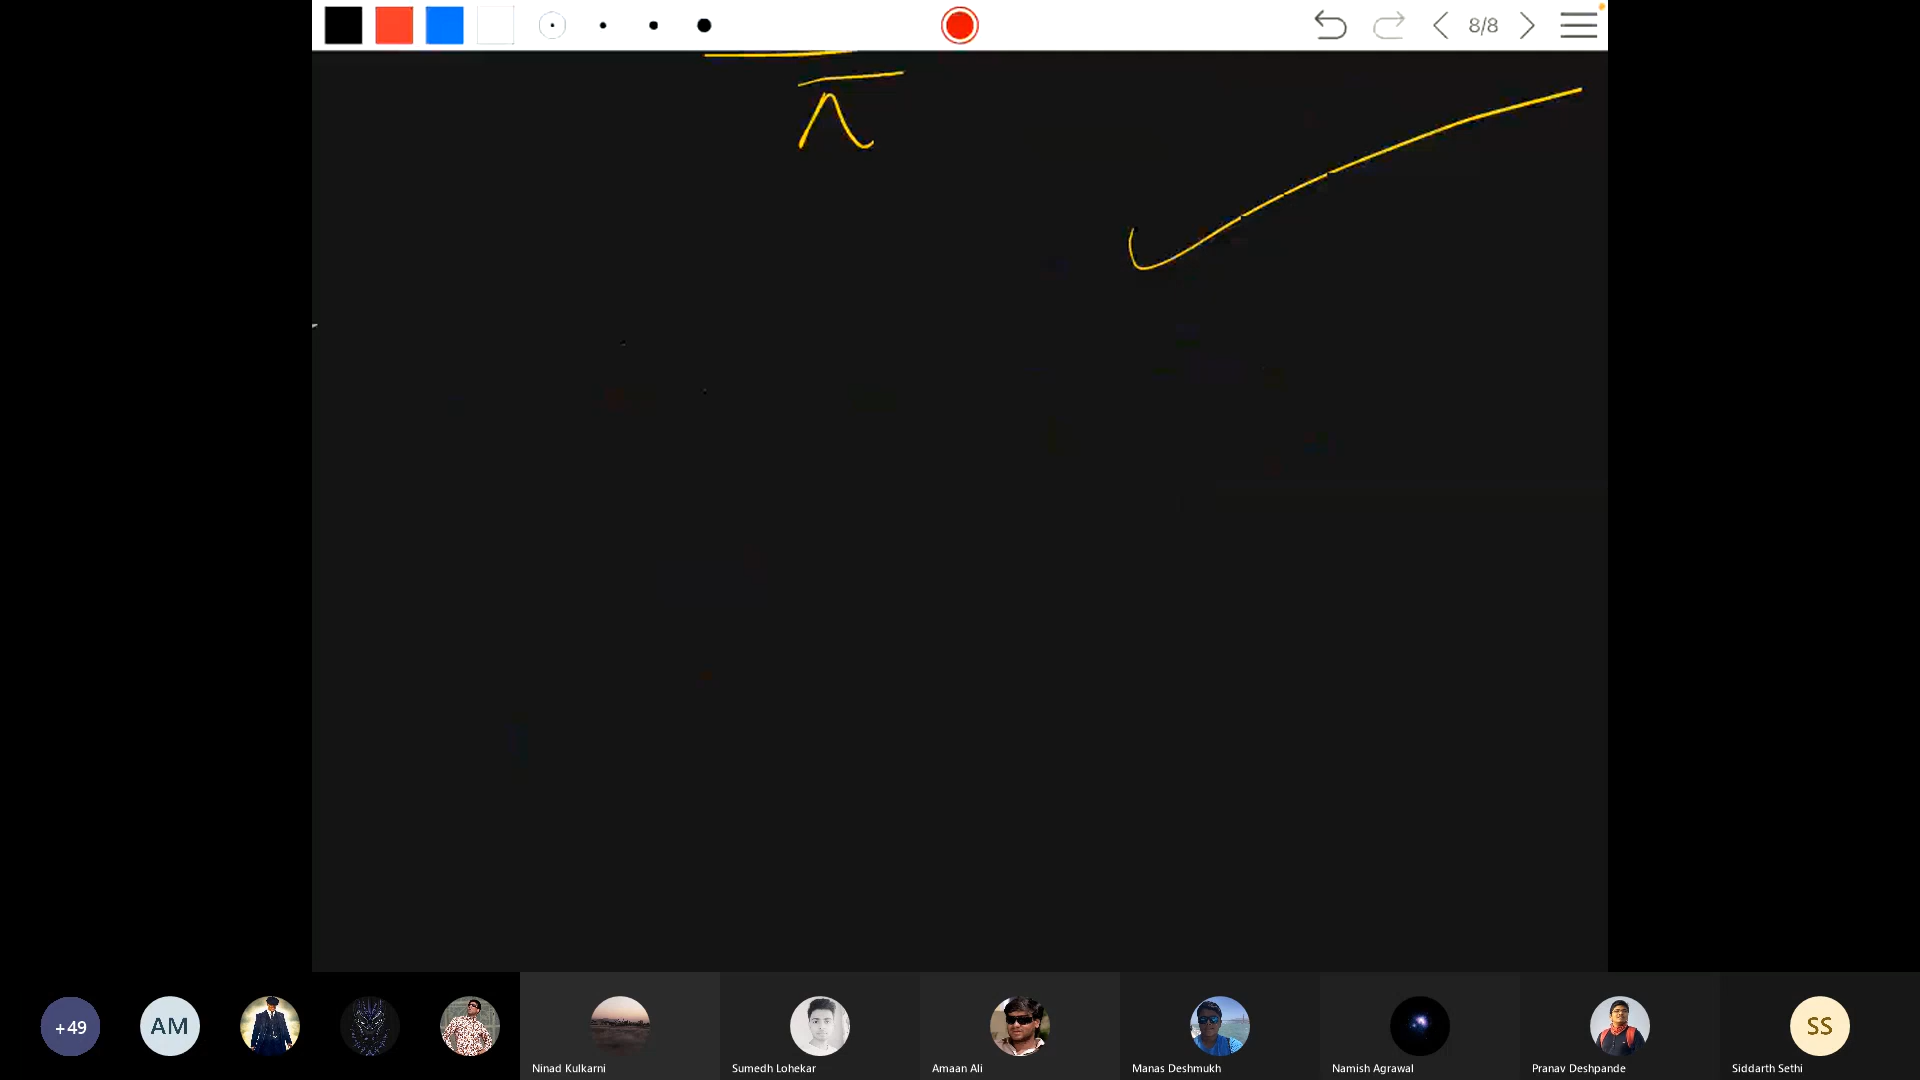 8/8
λ
+49
AM
SS
Ninad Kulkarni
Sumedh Lohekar
Amaan Ali
Manas Deshmukh
Namish Agrawal
Pranav Deshpande
Siddarth Sethi